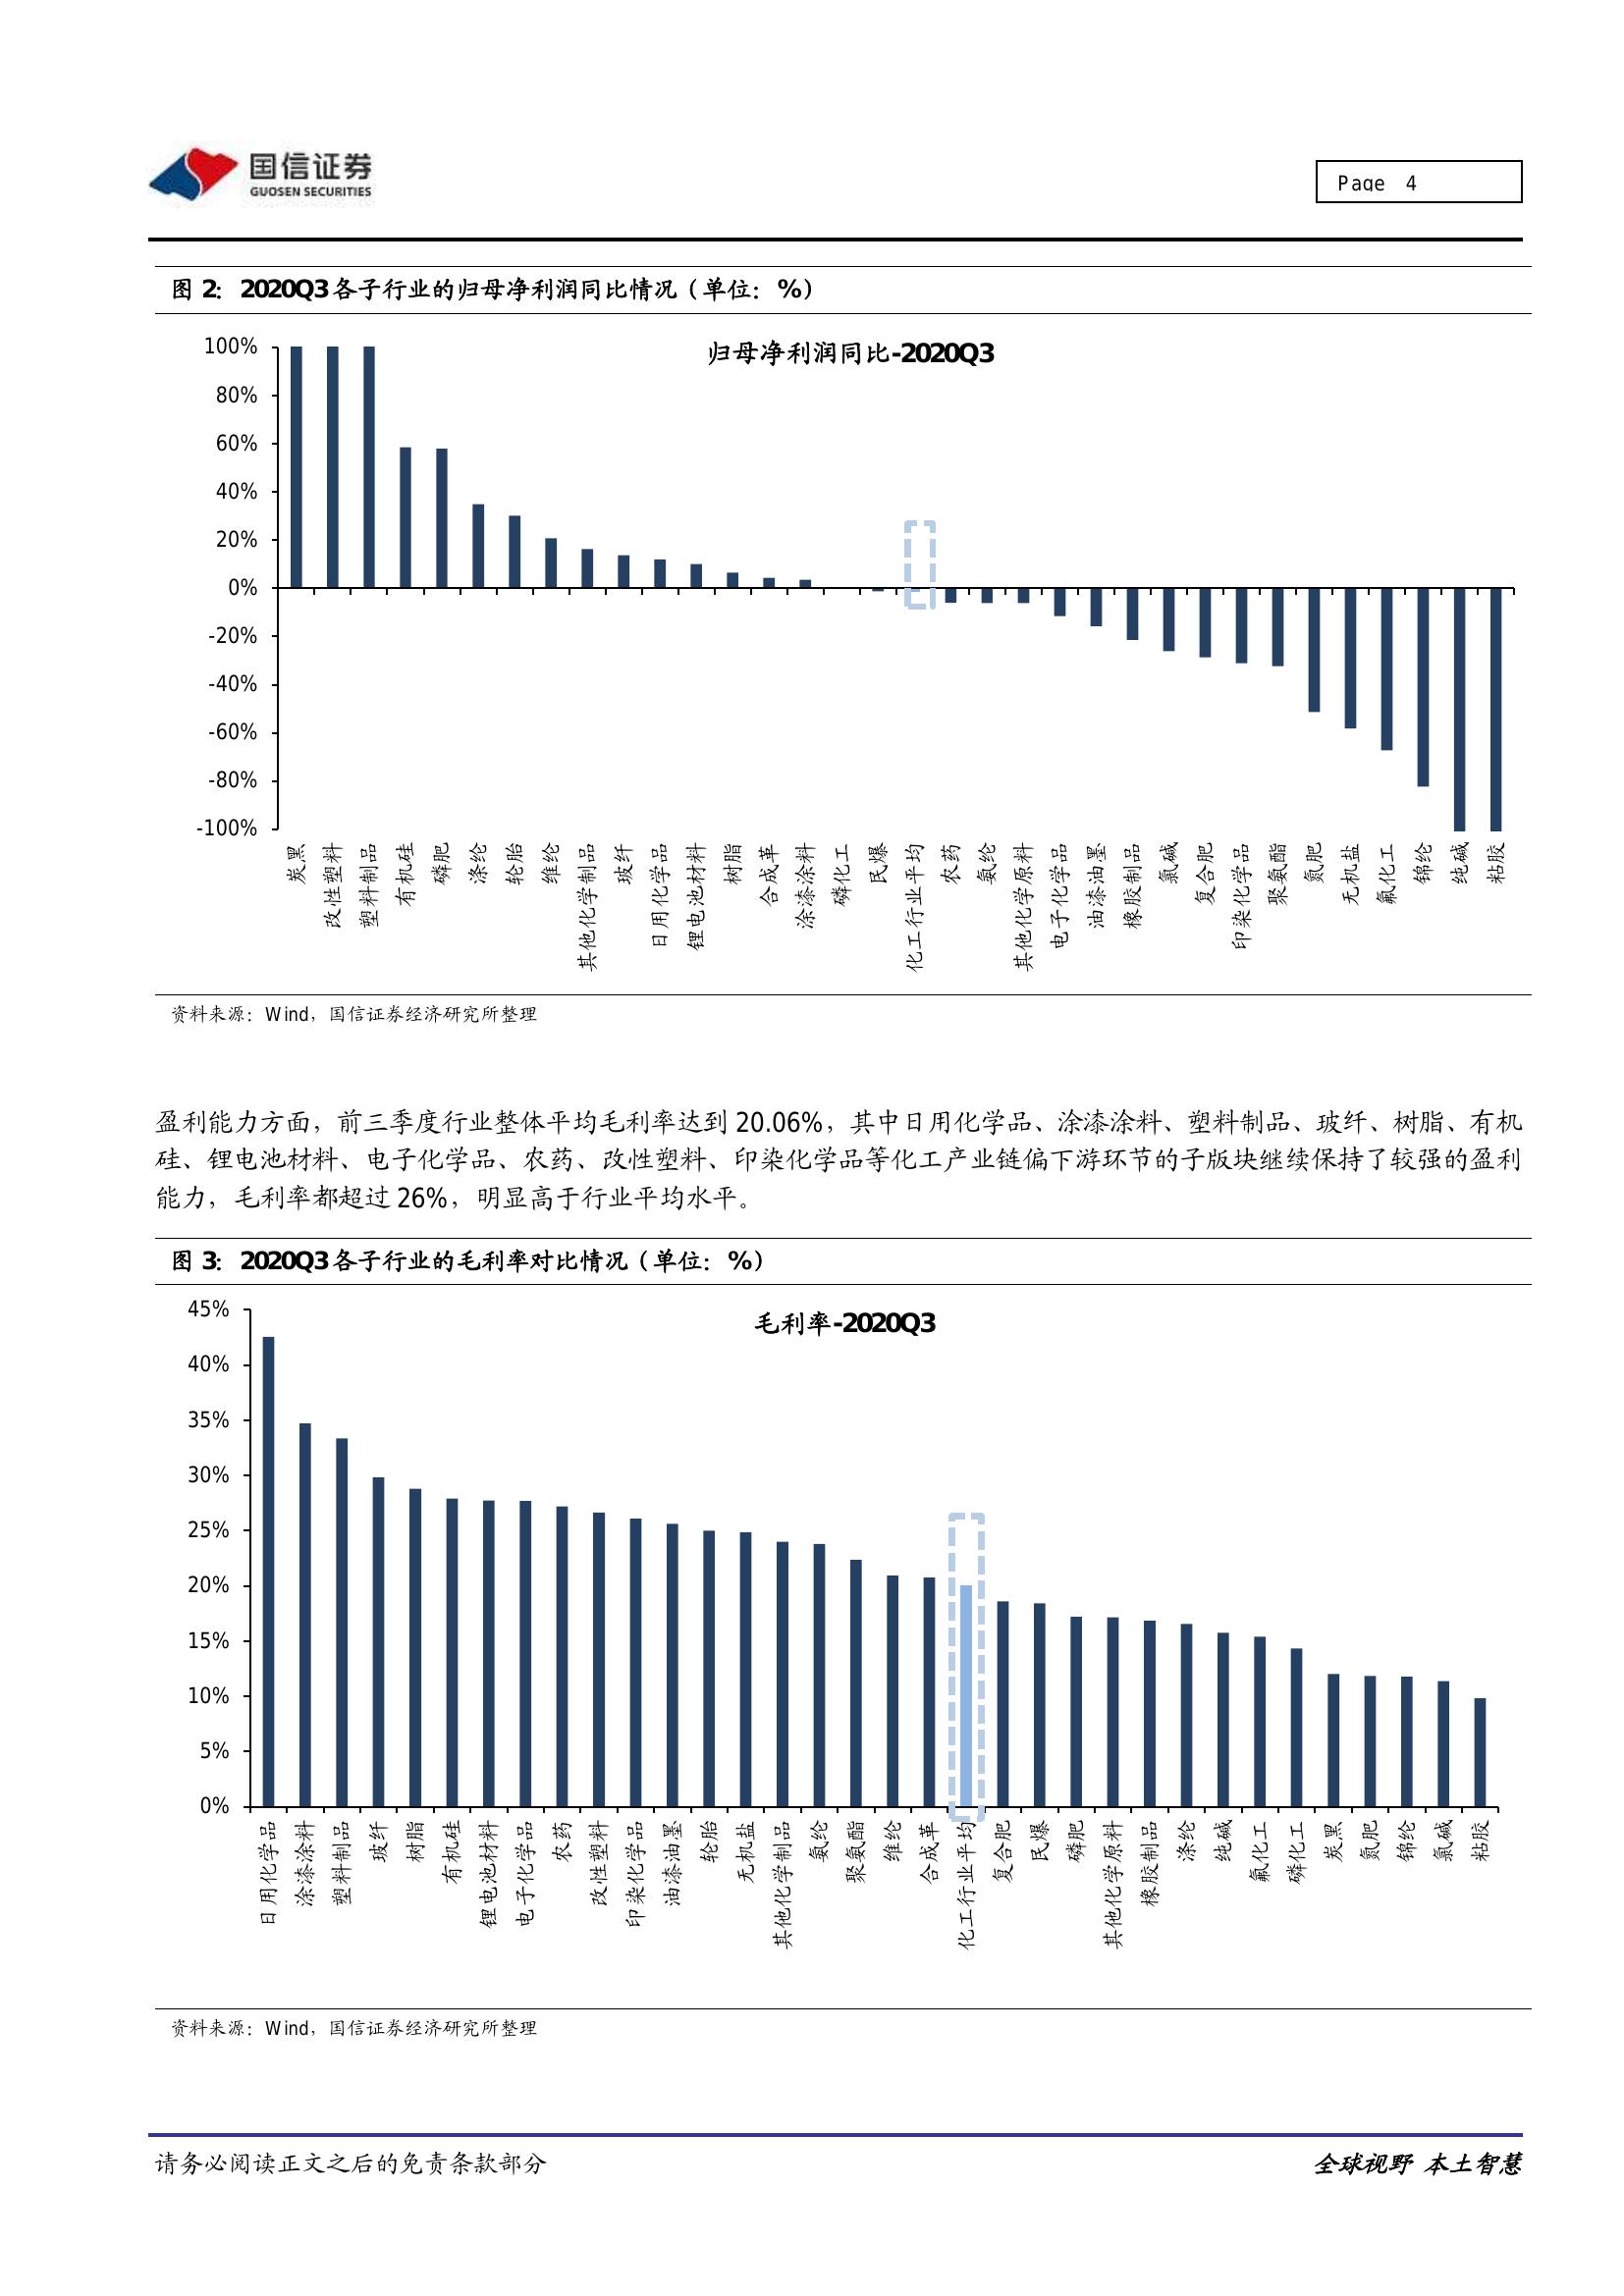 国信证券
GUOSEN SECURITIES
Page 4
图 2：2020Q3 各子行业的归母净利润同比情况（单位：%）
归母净利润同比-2020Q3
100%
80%
60%
40%
20%
0%
-20%
-40%
-60%
-80%
-100%
炭黑
改性塑料
塑料制品
有机硅
磷肥
涤纶
轮胎
维纶
其他化学制品
玻纤
日用化学品
锂电池材料
树脂
合成革
涂漆涂料
磷化工
民爆
化工行业平均
农药
氨纶
其他化学原料
电子化学品
油漆油墨
橡胶制品
氯碱
复合肥
印染化学品
聚氨酯
氮肥
无机盐
氟化工
锦纶
纯碱
粘胶
资料来源：Wind，国信证券经济研究所整理
盈利能力方面，前三季度行业整体平均毛利率达到 20.06%，其中日用化学品、涂漆涂料、塑料制品、玻纤、树脂、有机
硅、锂电池材料、电子化学品、农药、改性塑料、印染化学品等化工产业链偏下游环节的子版块继续保持了较强的盈利
能力，毛利率都超过 26%，明显高于行业平均水平。
图 3：2020Q3 各子行业的毛利率对比情况（单位：%）
毛利率-2020Q3
45%
40%
35%
30%
25%
20%
15%
10%
5%
0%
日用化学品
涂漆涂料
塑料制品
玻纤
树脂
有机硅
锂电池材料
电子化学品
农药
改性塑料
印染化学品
油漆油墨
轮胎
无机盐
其他化学制品
氨纶
聚氨酯
维纶
合成革
化工行业平均
复合肥
民爆
磷肥
其他化学原料
橡胶制品
涤纶
纯碱
氟化工
磷化工
炭黑
氮肥
锦纶
氯碱
粘胶
资料来源：Wind，国信证券经济研究所整理
请务必阅读正文之后的免责条款部分
全球视野 本土智慧